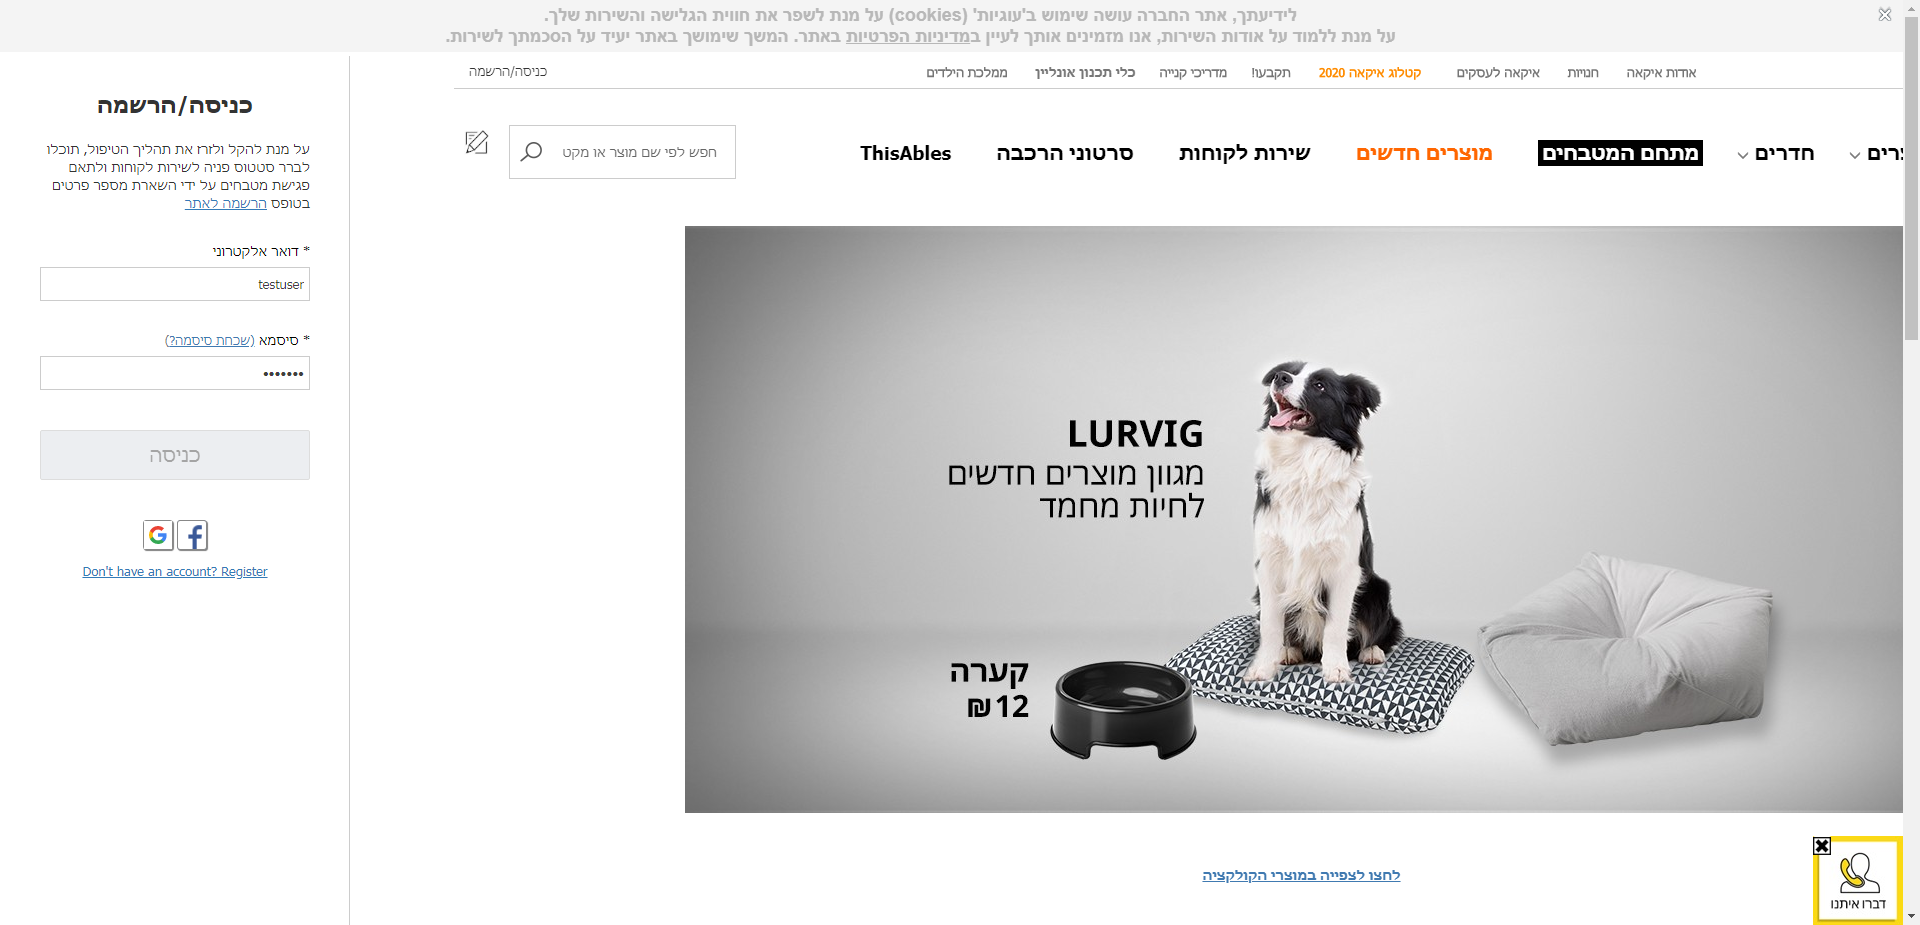 לידיעתך, אתר החברה עושה שימוש ב'עוגיות' (cookies) על מנת לשפר את חווית הגלישה והשירות שלך.
על מנת ללמוד על אודות השירות, אנו מזמינים אותך לעיין במדיניות הפרטיות באתר. המשך שימושך באתר יעיד על הסכמתך לשירות.
אודות איקאה
חנויות
איקאה לעסקים
קטלוג איקאה 2020
תקבעו!
מדריכי קנייה
כלי תכנון אונליין
ממלכת הילדים
כניסה/הרשמה
חדרים
מתחם המטבחים
מוצרים חדשים
שירות לקוחות
סרטוני הרכבה
ThisAbles
חפש לפי שם מוצר או מקט
כניסה/הרשמה
על מנת להקל ולזרז את תהליך הטיפול, תוכלו
לברר סטטוס פניה לשירות לקוחות ולתאם
פגישת מטבחים על ידי השארת מספר פרטים
בטופס הרשמה לאתר
* דואר אלקטרוני
testuser
* סיסמא (שכחת סיסמה?)
כניסה
Don't have an account? Register
LURVIG
מגוון מוצרים חדשים
לחיות מחמד
קערה
12 ₪
לחצו לצפייה במוצרי הקולקציה
דברו איתנו